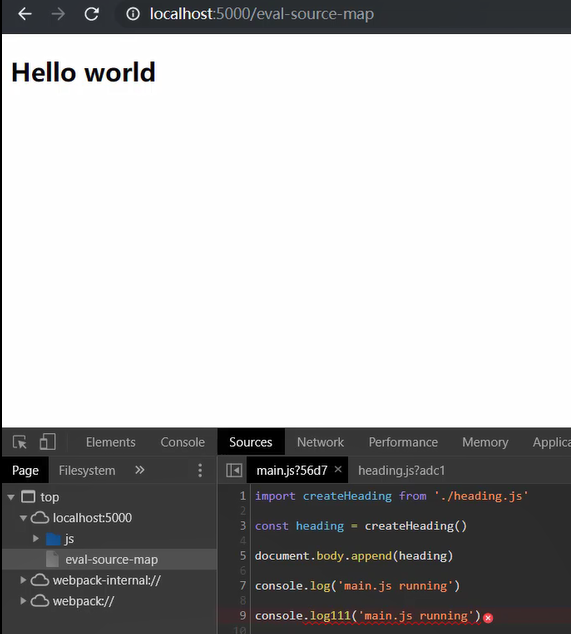 localhost:5000/eval-source-map
Hello world
Elements Console Sources Network Performance Memory Applica
Page Filesystem » main.js?56d7 × heading.js?adc1
top
localhost:5000
js
eval-source-map
webpack-internal://
webpack://
1 import createHeading from './heading.js'
2
3 const heading = createHeading()
4
5 document.body.append(heading)
6
7 console.log('main.js running')
8
9 console.log111('main.js running')
10